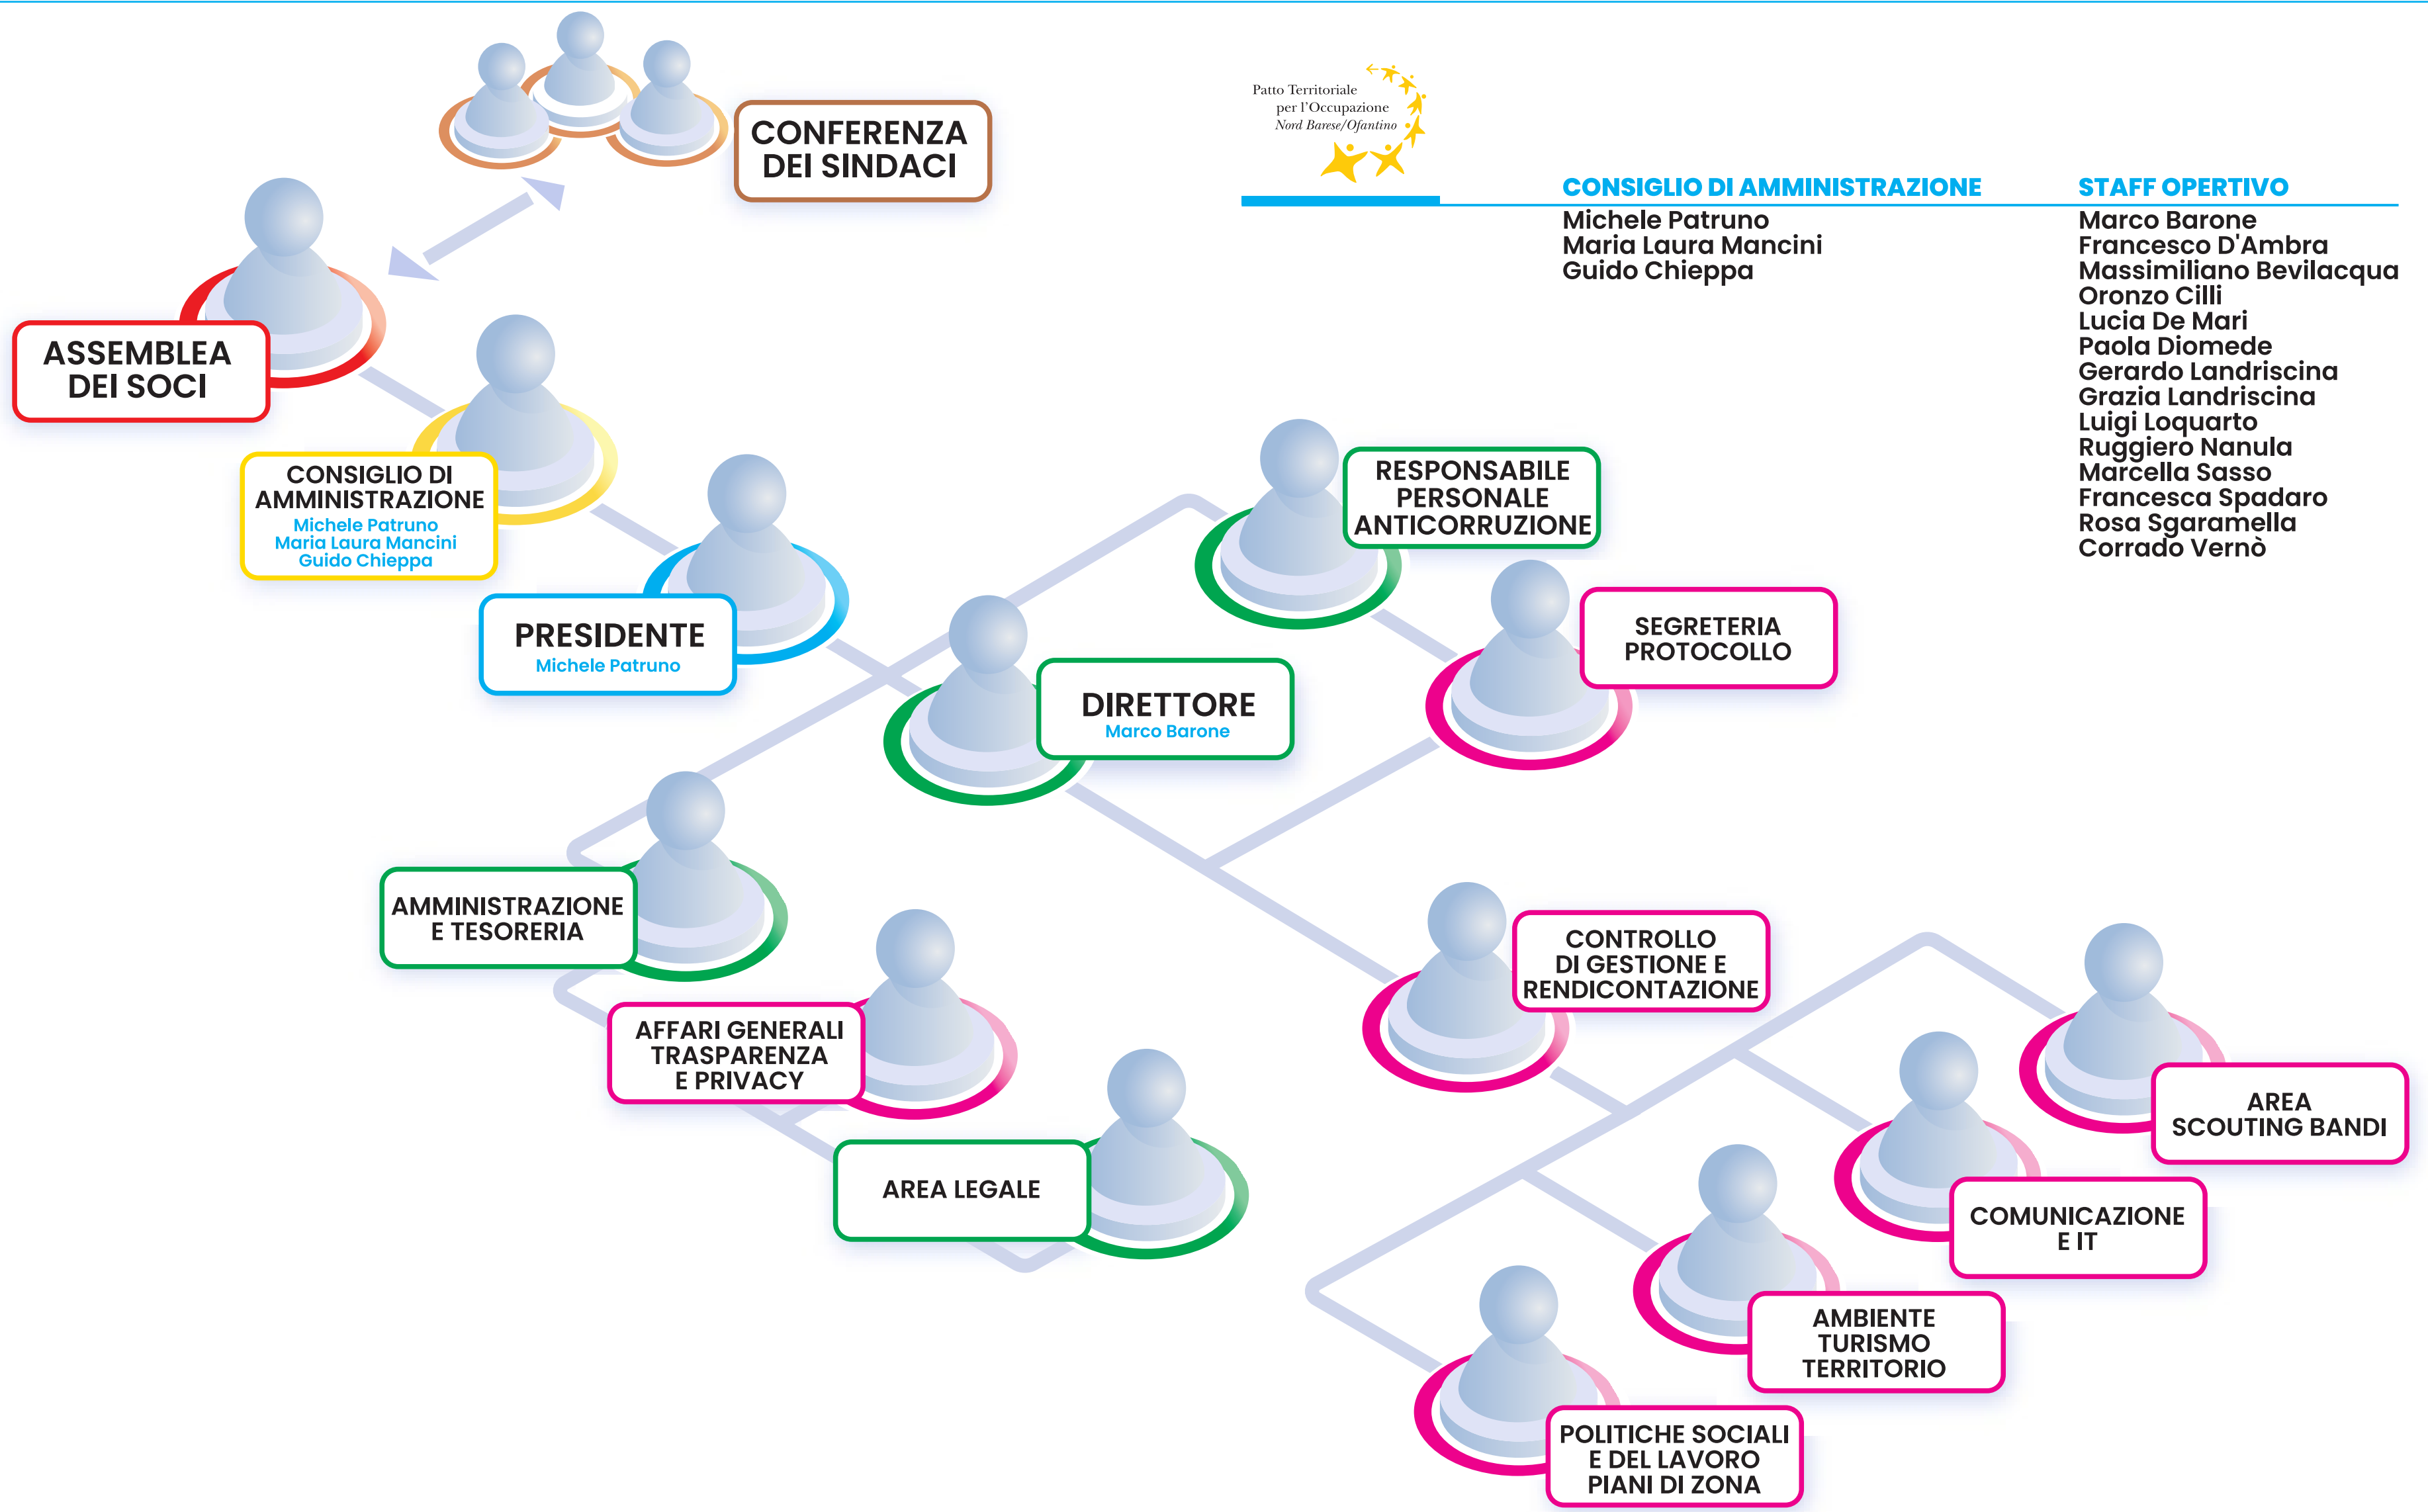 CONFERENZA
DEI SINDACI
Patto Territoriale
per l'Occupazione
Nord Barese/Ofantino
CONSIGLIO DI AMMINISTRAZIONE
Michele Patruno
Maria Laura Mancini
Guido Chieppa
STAFF OPERTIVO
Marco Barone
Francesco D'Ambra
Massimiliano Bevilacqua
Oronzo Cilli
Lucia De Mari
Paola Diomede
Gerardo Landriscina
Grazia Landriscina
Luigi Loquarto
Ruggiero Nanula
Marcella Sasso
Francesca Spadaro
Rosa Sgaramella
Corrado Vernò
ASSEMBLEA
DEI SOCI
CONSIGLIO DI
AMMINISTRAZIONE
Michele Patruno
Maria Laura Mancini
Guido Chieppa
PRESIDENTE
Michele Patruno
RESPONSABILE
PERSONALE
ANTICORRUZIONE
SEGRETERIA
PROTOCOLLO
DIRETTORE
Marco Barone
AMMINISTRAZIONE
E TESORERIA
AFFARI GENERALI
TRASPARENZA
E PRIVACY
AREA LEGALE
CONTROLLO
DI GESTIONE E
RENDICONTAZIONE
AREA
SCOUTING BANDI
COMUNICAZIONE
E IT
AMBIENTE
TURISMO
TERRITORIO
POLITICHE SOCIALI
E DEL LAVORO
PIANI DI ZONA